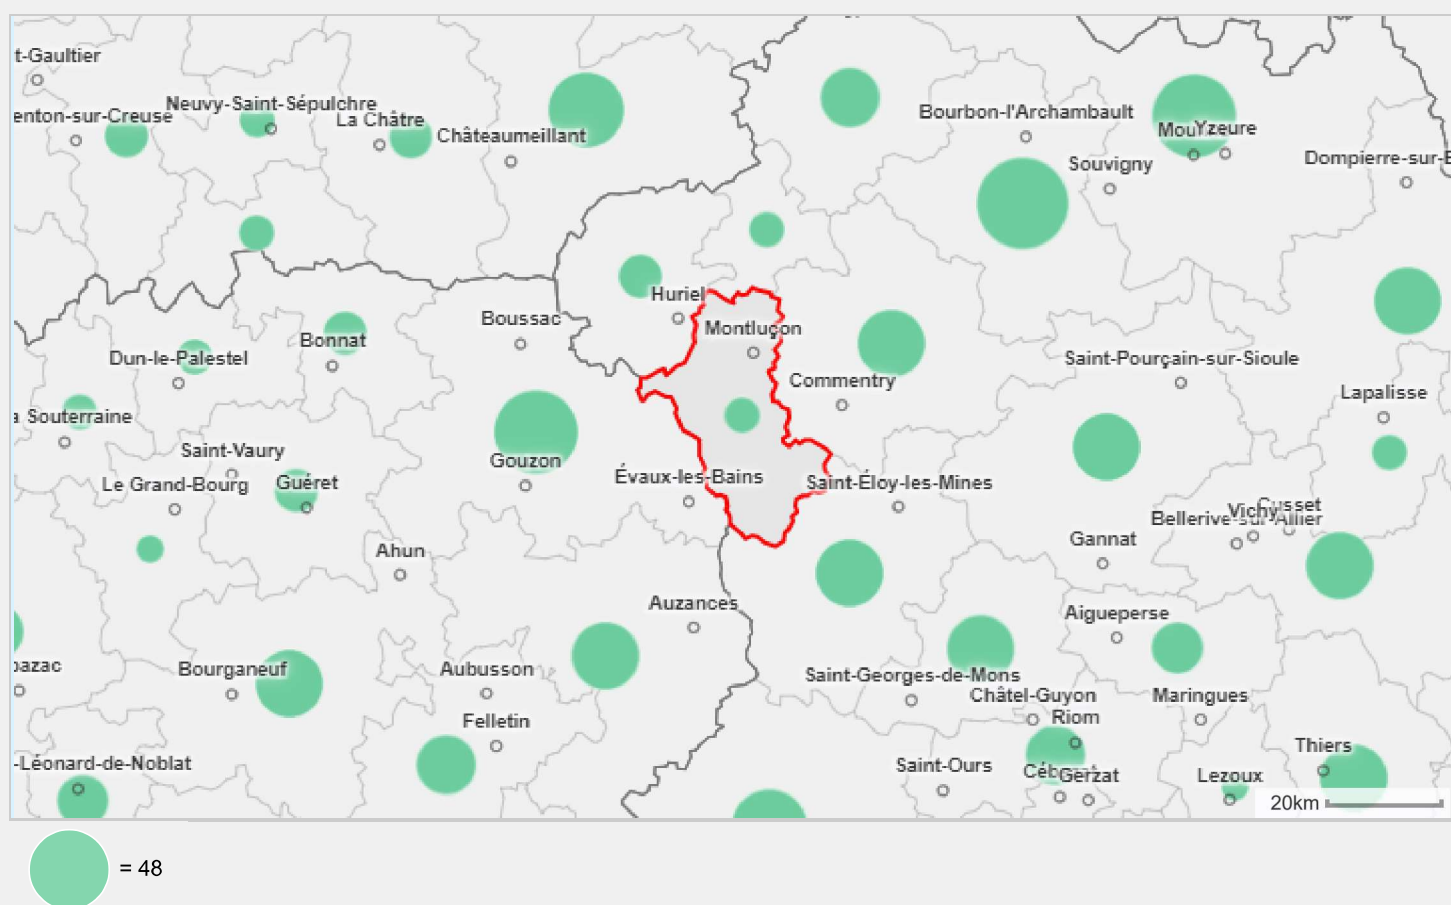 t-Gaultier
Neuvy-Saint-Sépulchre
enton-sur-Creuse
La Châtre
Châteaumeillant
Bourbon-l'Archambault
Yzeure
Souvigny
Dompierre-sur-B
Huriel
Boussac
Montluçon
Bonnat
Dun-le-Palestel
Saint-Pourçain-sur-Sioule
Commentry
Lapalisse
a Souterraine
Saint-Vaury
Gouzon
Évaux-les-Bains
Le Grand-Bourg
Guéret
Saint-Éloy-les-Mines
Cusset
Vichy
Bellerive-sur-Allier
Gannat
Ahun
Auzances
Aigueperse
bazac
Bourganeuf
Aubusson
Saint-Georges-de-Mons
Châtel-Guyon
Maringues
Riom
Felletin
Thiers
-Léonard-de-Noblat
Saint-Ours
Gerzat
Lezoux
20km
= 48